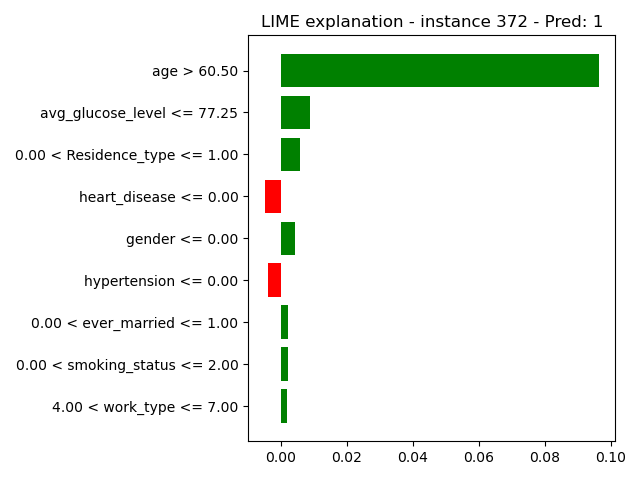 LIME explanation - instance 372 - Pred: 1
age > 60.50
avg_glucose_level <= 77.25
0.00 < Residence_type <= 1.00
heart_disease <= 0.00
gender <= 0.00
hypertension <= 0.00
0.00 < ever_married <= 1.00
0.00 < smoking_status <= 2.00
4.00 < work_type <= 7.00
0.00 0.02 0.04 0.06 0.08 0.10